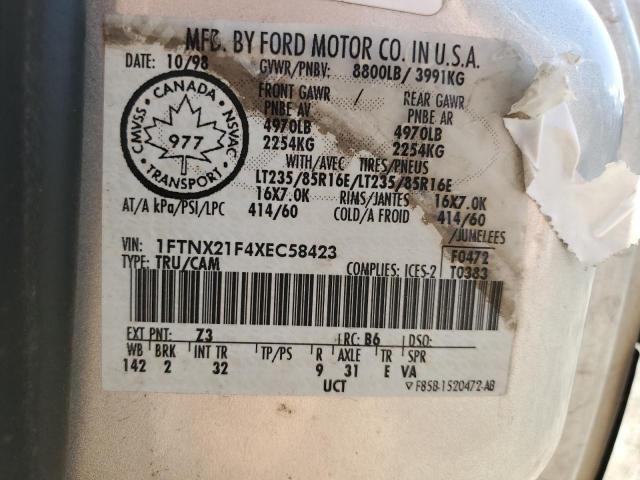 MFD. BY FORD MOTOR CO. IN U.S.A.
DATE: 10/98 GVWR/PNBV: 8800LB/ 3991KG
FRONT GAWR / REAR GAWR
PNBE AV PNBE AR
4970LB 4970LB
2254KG 2254KG
CANADA
CMVSS 977 NSVAC
TRANSPORT
WITH/AVEC TIRES/PNEUS
LT235/85R16E/LT235/85R16E
16X7.0K RIMS/JANTES 16X7.0K
AT/A kPa/PSI/LPC 414/60 COLD/A FROID 414/60
/JUMELEES
VIN: 1FTNX21F4XEC58423 F0472
TYPE: TRU/CAM COMPLIES: ICES-2 T0383
EXT PNT: Z3 RC: B6 DSO:
WB BRK INT TR TP/PS R AXLE TR SPR
142 2 32 9 31 E VA
UCT F85B-1520472-AB